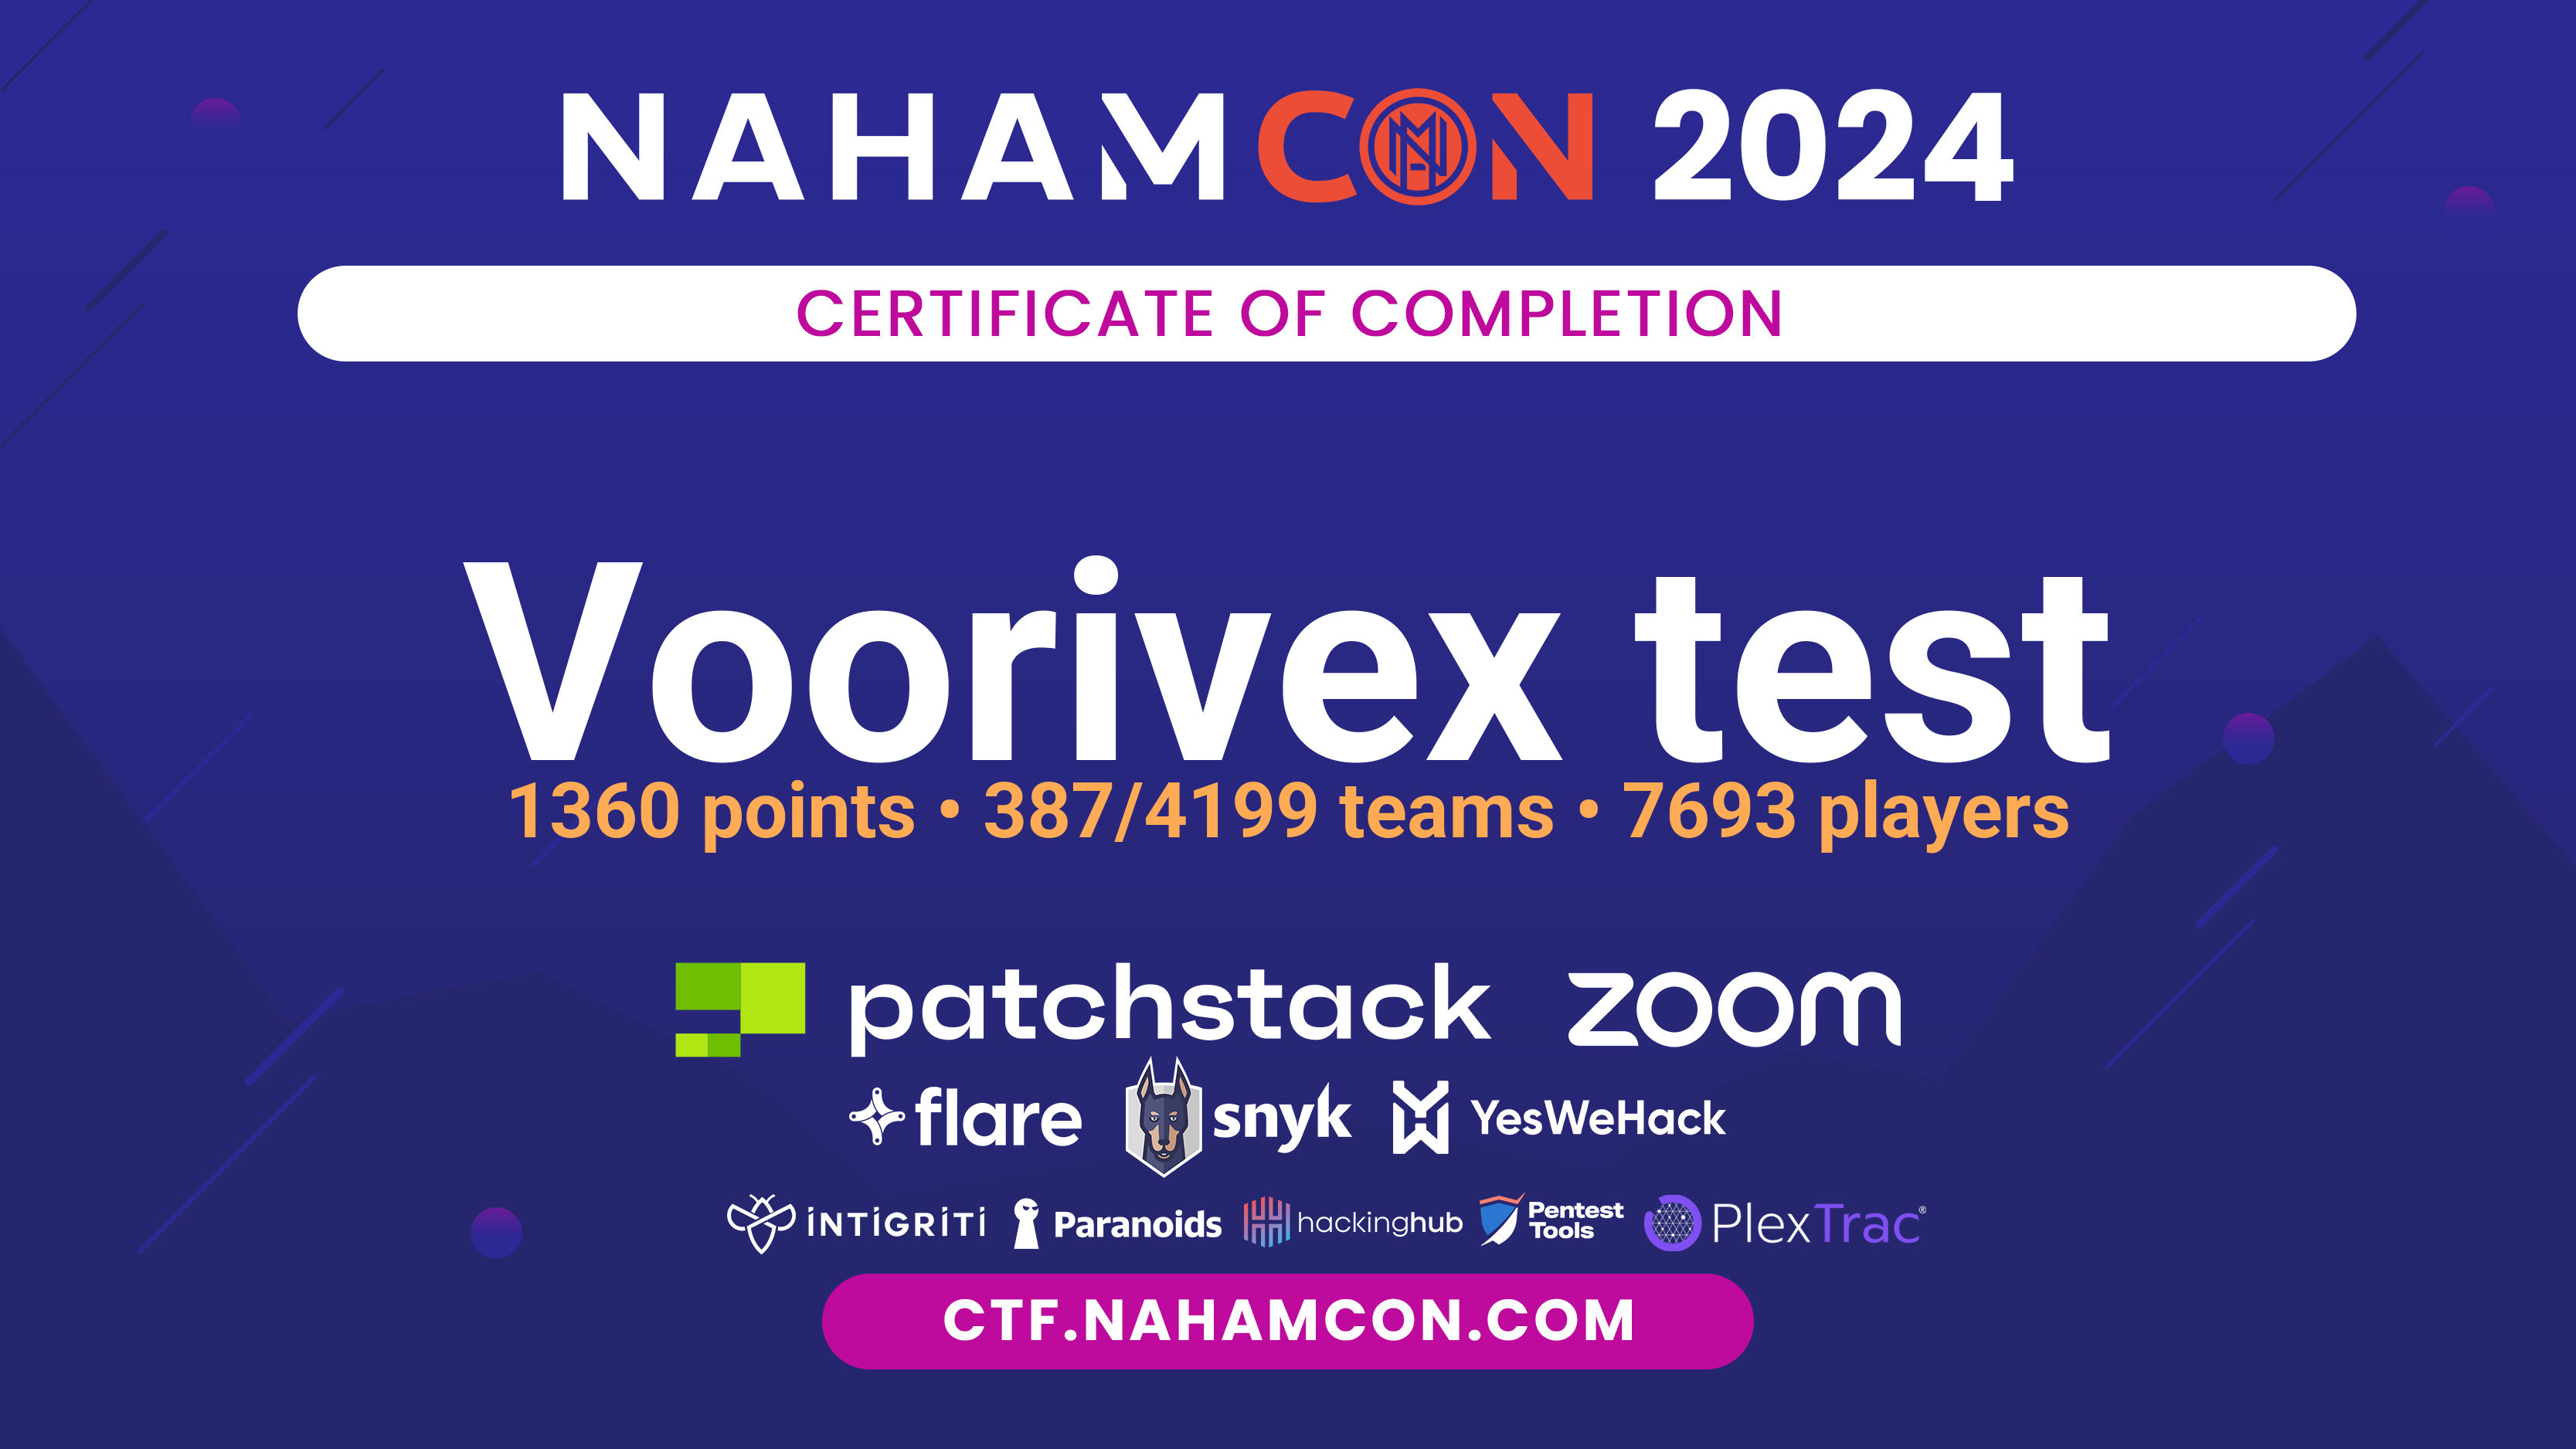 NAHAMCON 2024
CERTIFICATE OF COMPLETION
Voorivex test
1360 points • 387/4199 teams • 7693 players
patchstack zoom
flare snyk YesWeHack
INTIGRITI Paranoids hackinghub Pentest Tools PlexTrac®
CTF.NAHAMCON.COM